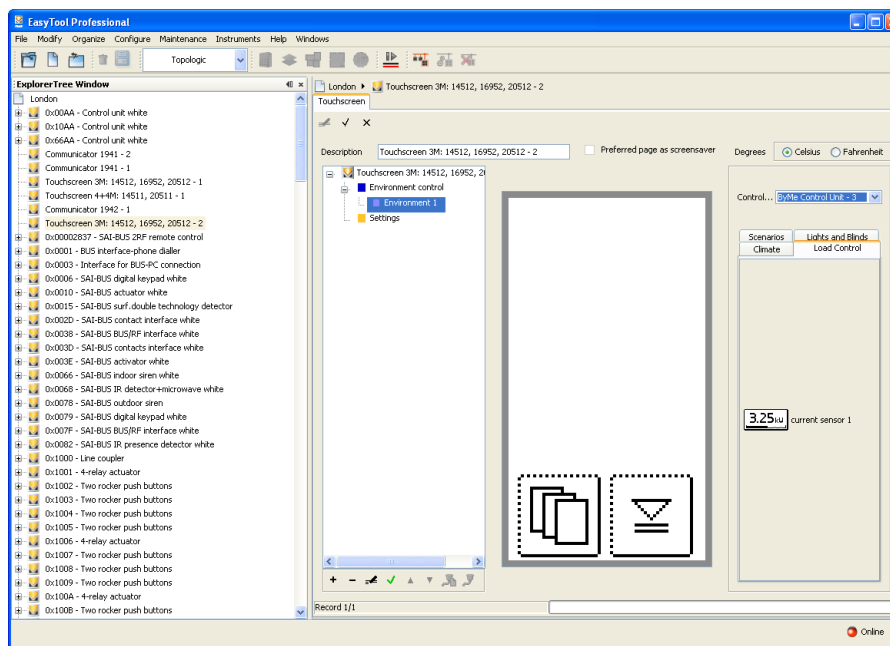 EasyTool Professional
File Modify Organize Configure Maintenance Instruments Help Windows
Topologic
ExplorerTree Window
London
0x00AA - Control unit white
0x10AA - Control unit white
0x66AA - Control unit white
Communicator 1941 - 2
Communicator 1941 - 1
Touchscreen 3M: 14512, 16952, 20512 - 1
Touchscreen 4+4M: 14511, 20511 - 1
Communicator 1942 - 1
Touchscreen 3M: 14512, 16952, 20512 - 2
0x00002837 - SAI-BUS 2RF remote control
0x0001 - BUS interface-phone dialler
0x0003 - Interface for BUS-PC connection
0x0006 - SAI-BUS digital keypad white
0x0010 - SAI-BUS actuator white
0x0015 - SAI-BUS surf.double technology detector
0x002D - SAI-BUS contact interface white
0x0038 - SAI-BUS BUS/RF interface white
0x003D - SAI-BUS contacts interface white
0x003E - SAI-BUS activator white
0x0066 - SAI-BUS indoor siren white
0x0068 - SAI-BUS IR detector+microwave white
0x0078 - SAI-BUS outdoor siren
0x0079 - SAI-BUS digital keypad white
0x007F - SAI-BUS BUS/RF interface white
0x0082 - SAI-BUS IR presence detector white
0x1000 - Line coupler
0x1001 - 4-relay actuator
0x1002 - Two rocker push buttons
0x1003 - Two rocker push buttons
0x1004 - Two rocker push buttons
0x1005 - Two rocker push buttons
0x1006 - 4-relay actuator
0x1007 - Two rocker push buttons
0x1008 - Two rocker push buttons
0x1009 - Two rocker push buttons
0x100A - 4-relay actuator
0x100B - Two rocker push buttons
London Touchscreen 3M: 14512, 16952, 20512 - 2
Touchscreen
Description Touchscreen 3M: 14512, 16952, 20512 - 2 Preferred page as screensaver Degrees Celsius Fahrenheit
Touchscreen 3M: 14512, 16952, 2
Environment control
Environment 1
Settings
Control... ByMe Control Unit - 3
Scenarios Lights and Blinds
Climate Load Control
3.25kW current sensor 1
Record 1/1
Online